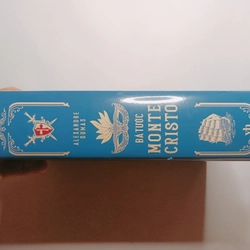 ALEXANDRE
DUMAS
BÁ TƯỚC
MONTE
CRISTO